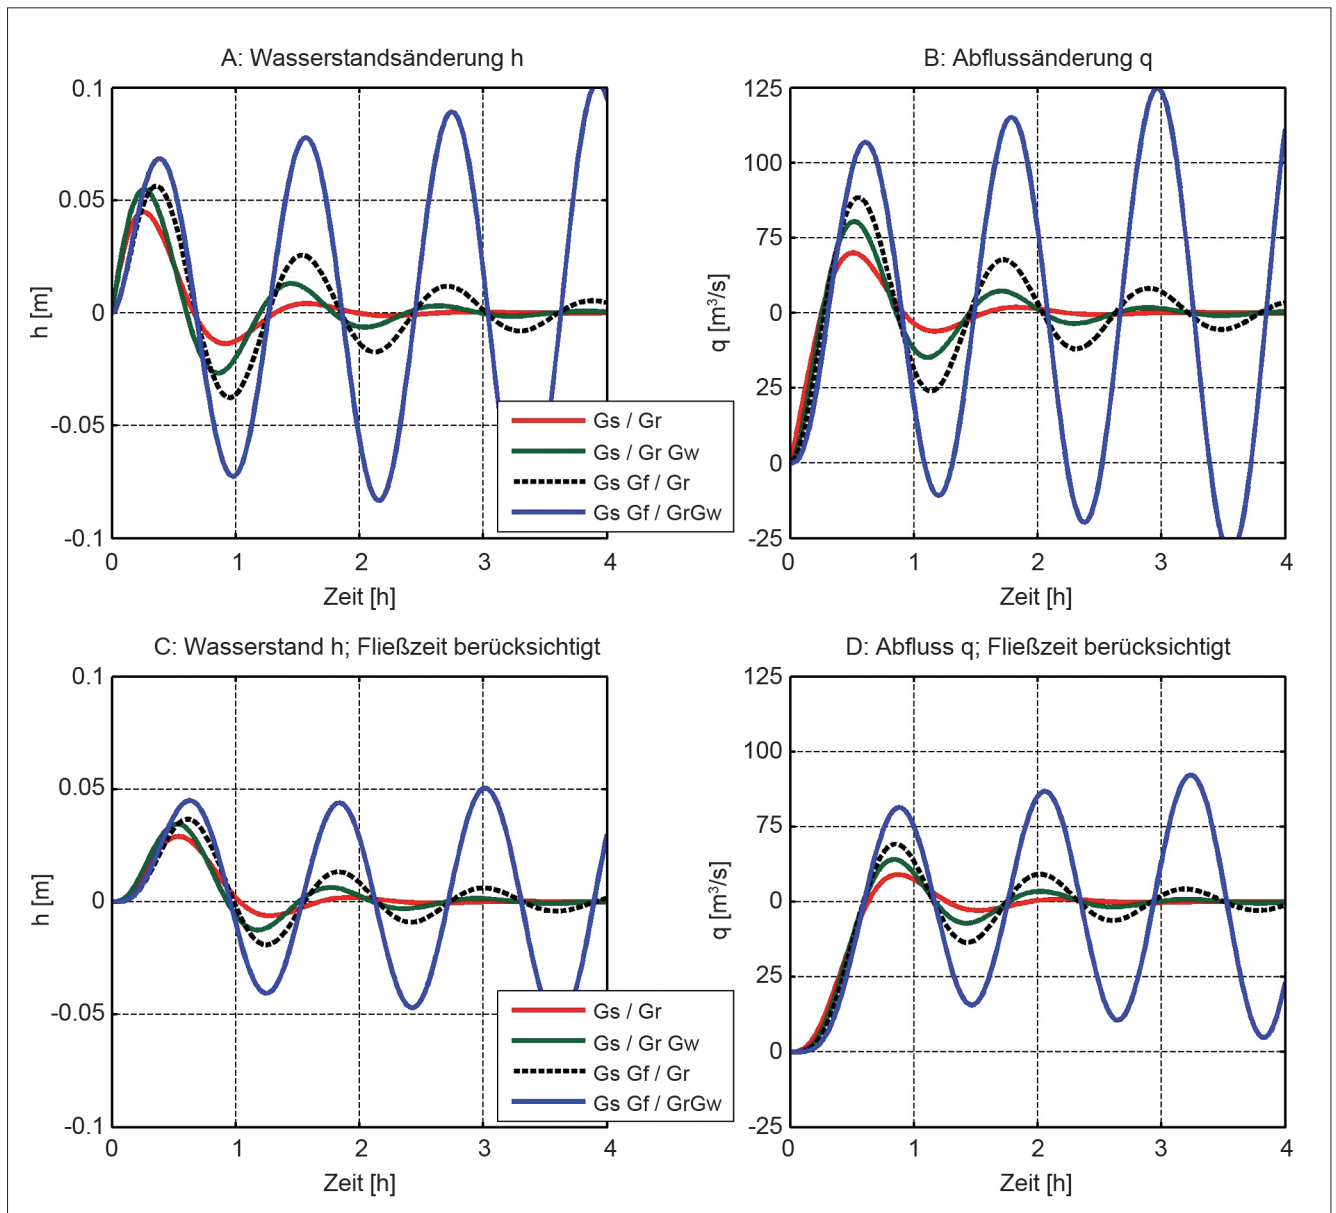 A: Wasserstandsänderung h
0.1
0.05
0
-0.05
-0.1
h [m]
0 1 2 3 4
Zeit [h]
Gs / Gr
Gs / Gr Gw
Gs Gf / Gr
Gs Gf / GrGw
B: Abflussänderung q
125
100
75
0
25
0
-25
q [m³/s]
0 1 2 3 4
Zeit [h]
C: Wasserstand h; Fließzeit berücksichtigt
0.1
0.05
0
-0.05
-0.1
h [m]
0 1 2 3 4
Zeit [h]
Gs / Gr
Gs / Gr Gw
Gs Gf / Gr
Gs Gf / GrGw
D: Abfluss q; Fließzeit berücksichtigt
125
100
75
0
25
0
-25
q [m³/s]
0 1 2 3 4
Zeit [h]